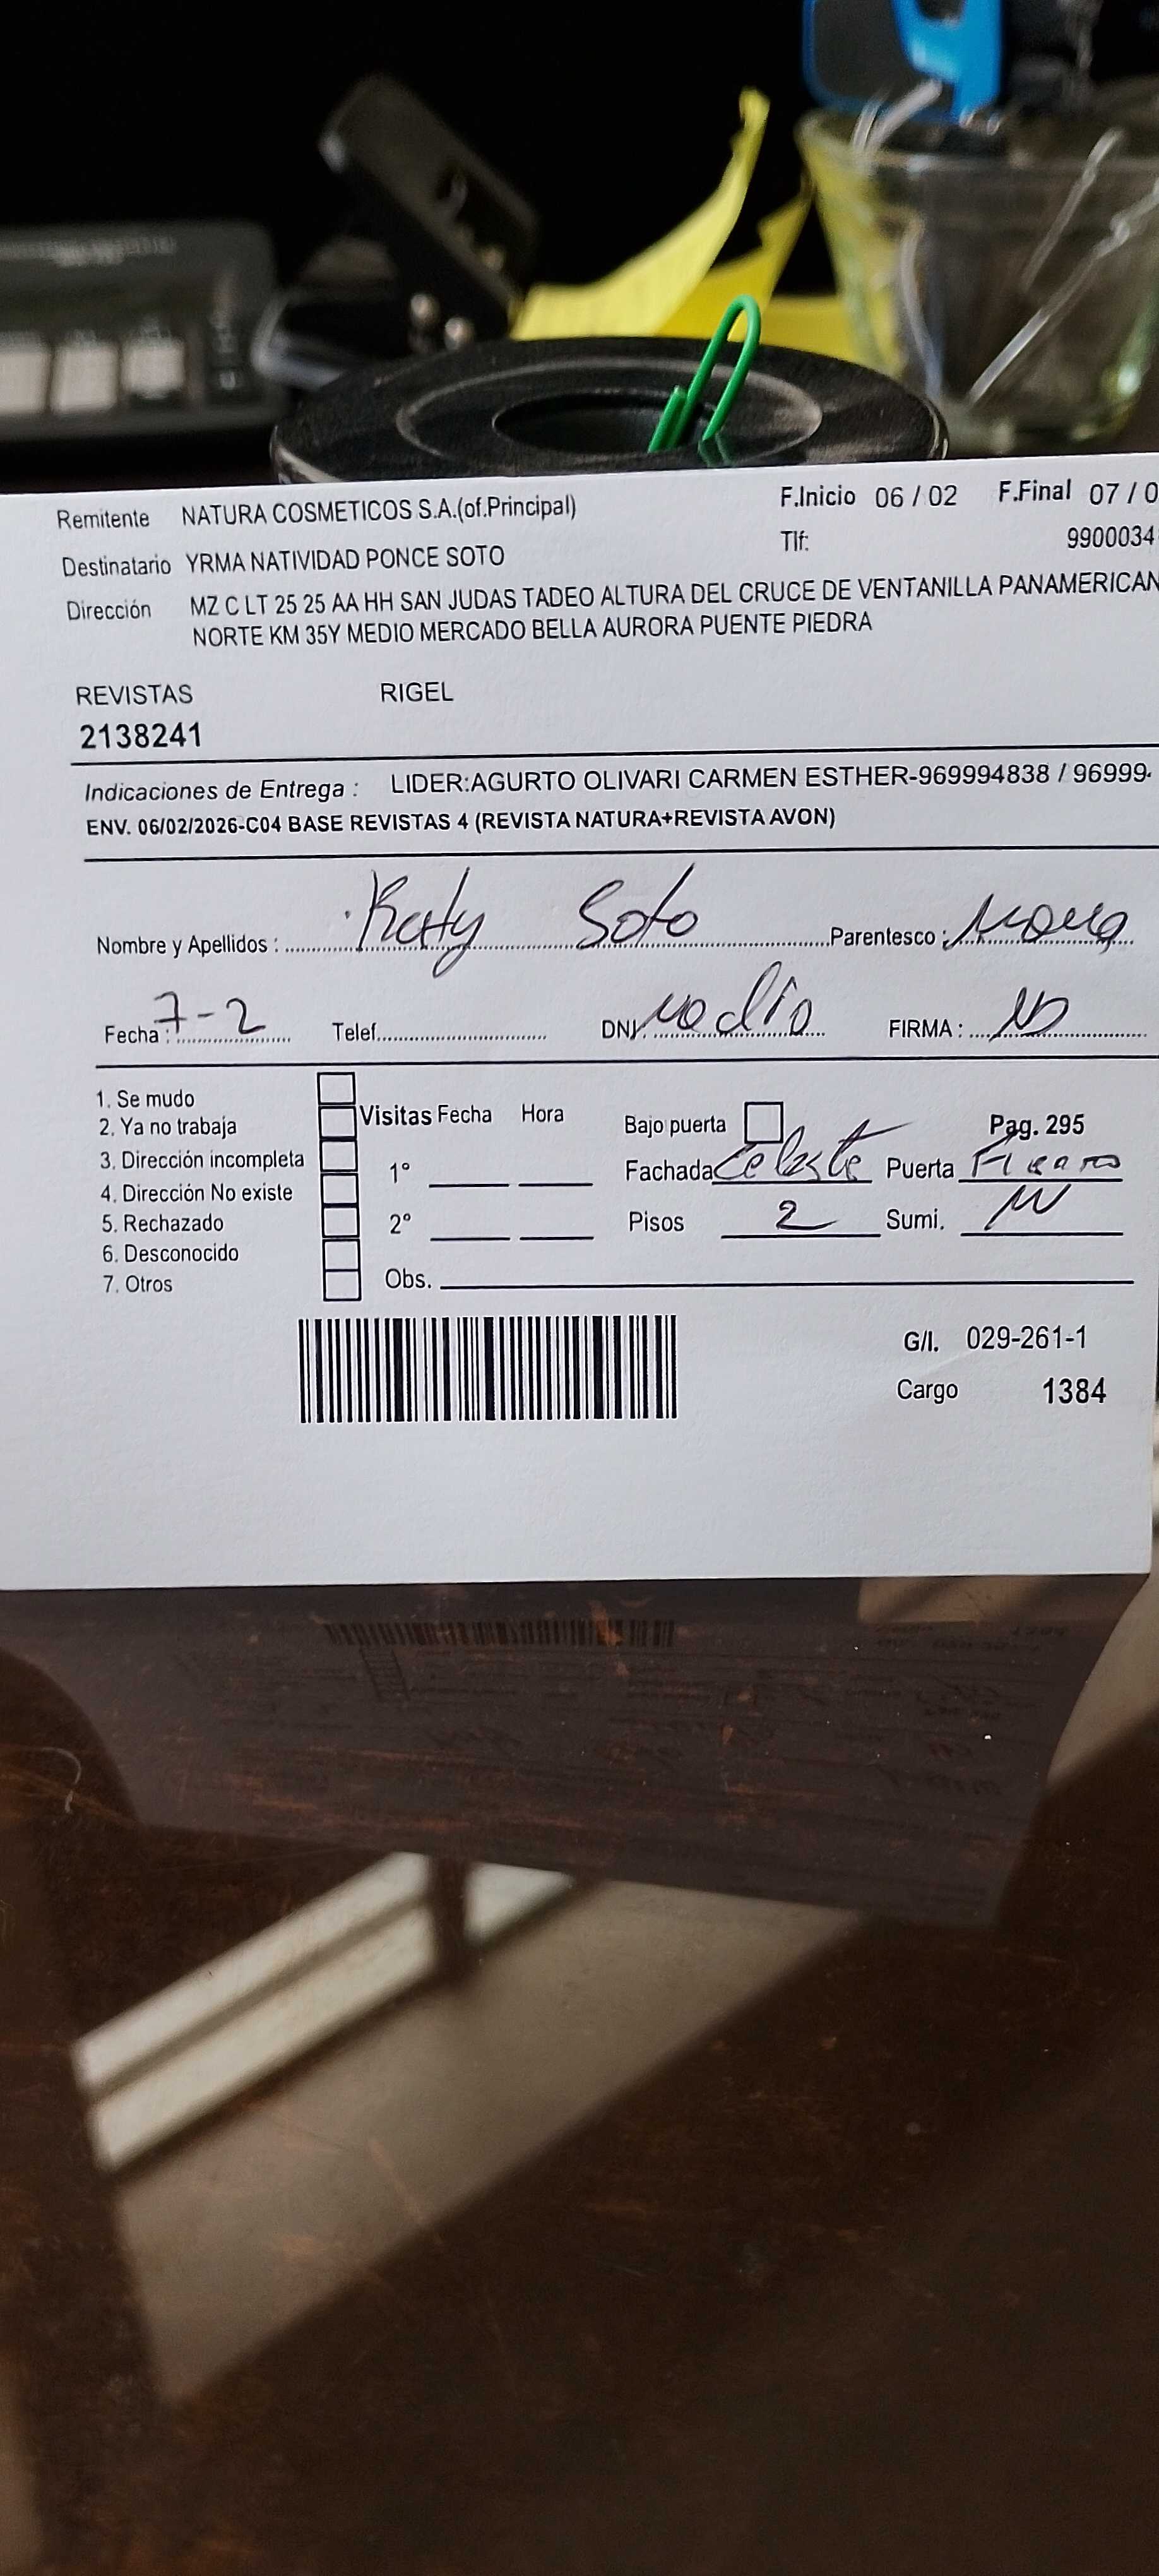 Remitente NATURA COSMETICOS S.A.(of.Principal) F.Inicio 06 / 02 F.Final 07 / 0
Destinatario YRMA NATIVIDAD PONCE SOTO Tlf: 9900034
Dirección MZ C LT 25 25 AA HH SAN JUDAS TADEO ALTURA DEL CRUCE DE VENTANILLA PANAMERICAN
NORTE KM 35Y MEDIO MERCADO BELLA AURORA PUENTE PIEDRA
REVISTAS RIGEL
2138241
Indicaciones de Entrega : LIDER:AGURTO OLIVARI CARMEN ESTHER-969994838 / 96999
ENV. 06/02/2026-C04 BASE REVISTAS 4 (REVISTA NATURA+REVISTA AVON)
Nombre y Apellidos : Katy Soto Parentesco :
Fecha : 7-2 Telef. DNI no dio FIRMA :
1. Se mudo
2. Ya no trabaja Visitas Fecha Hora Bajo puerta Pag. 295
3. Dirección incompleta 1° Fachada Celeste Puerta Fierro
4. Dirección No existe
5. Rechazado 2° Pisos 2 Sumi.
6. Desconocido
7. Otros Obs.
G/I. 029-261-1
Cargo 1384